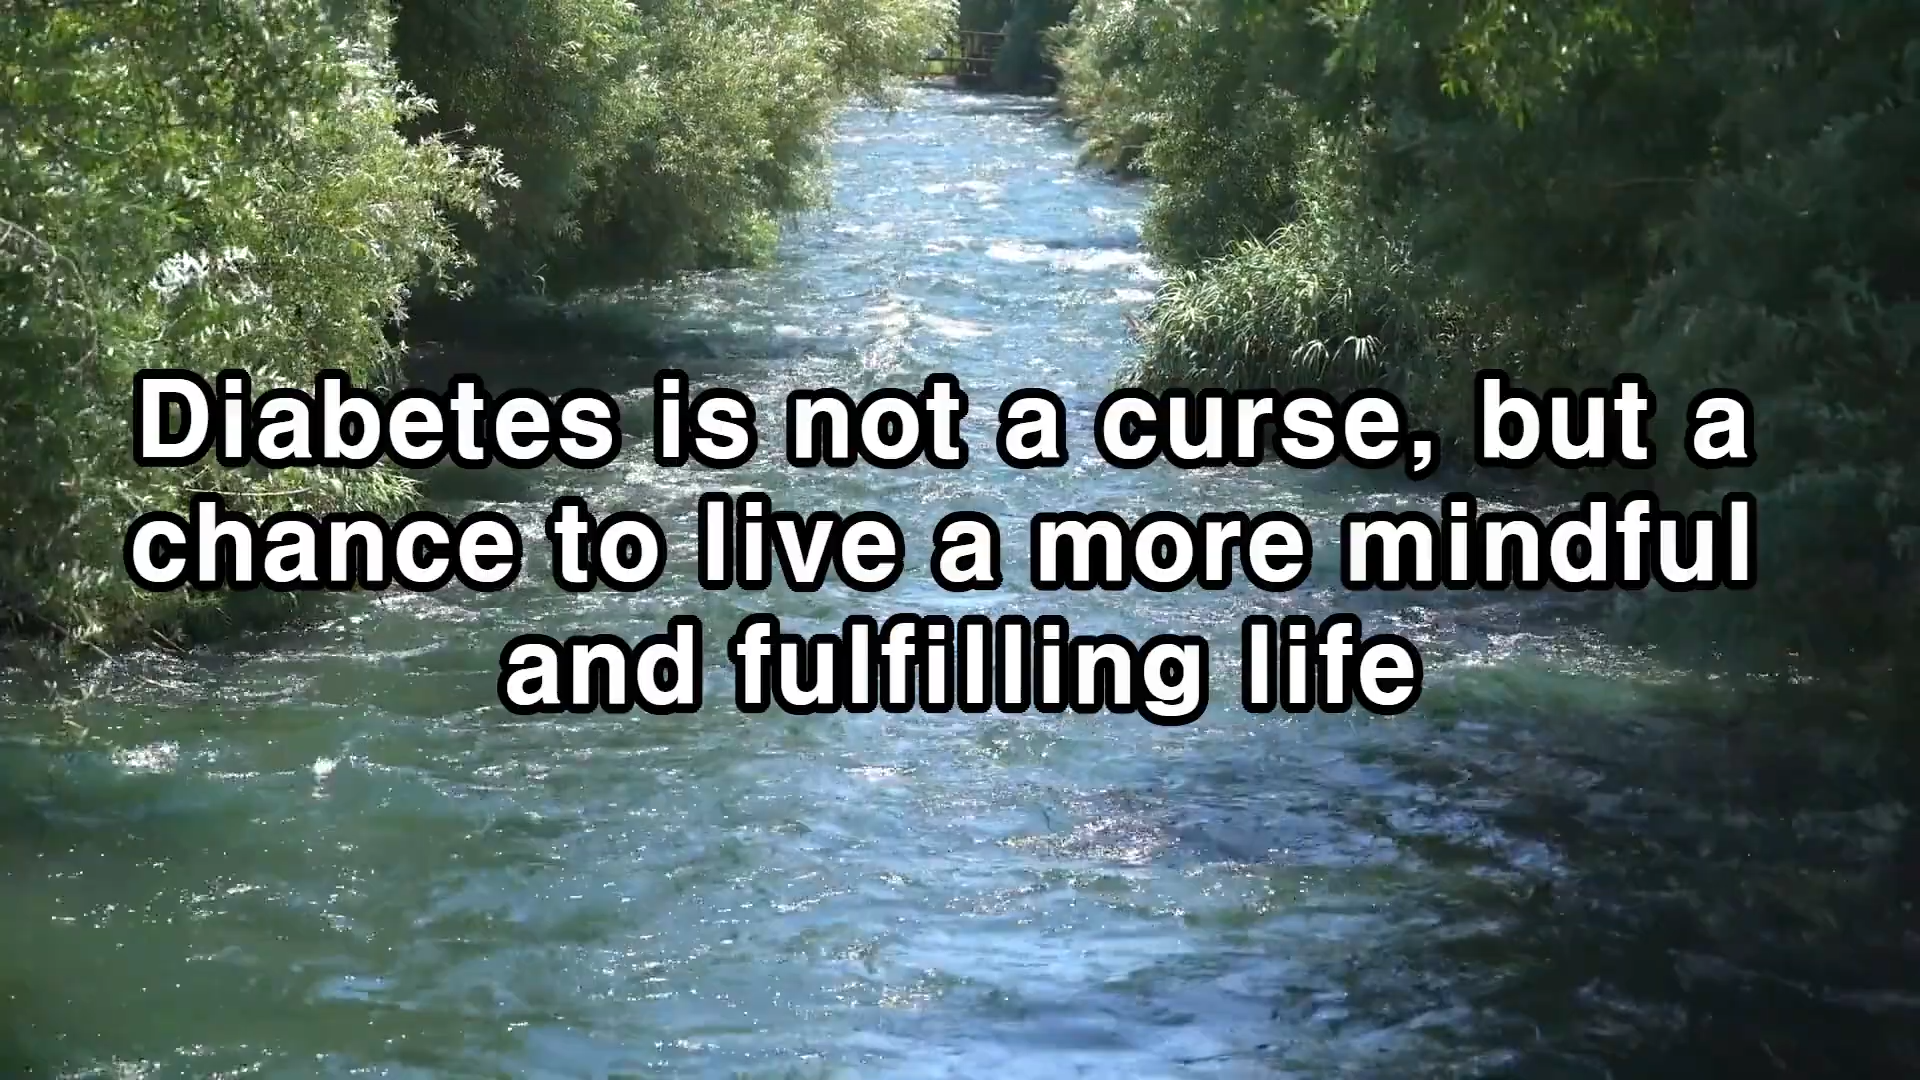 Diabetes is not a curse, but a
chance to live a more mindful
and fulfilling life